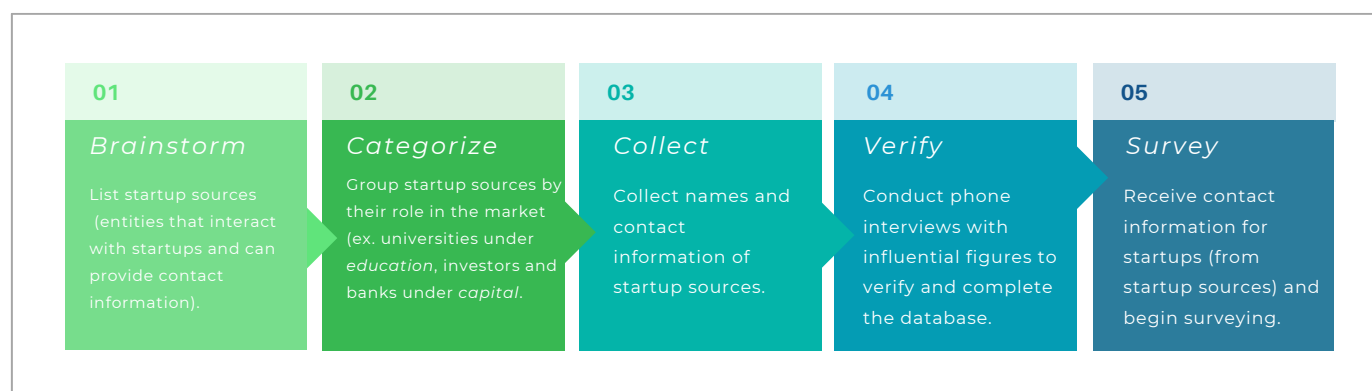 01
Brainstorm
List startup sources
(entities that interact
with startups and can
provide contact
information).
02
Categorize
Group startup sources by
their role in the market
(ex. universities under
education, investors and
banks under capital.
03
Collect
Collect names and
contact
information of
startup sources.
04
Verify
Conduct phone
interviews with
influential figures to
verify and complete
the database.
05
Survey
Receive contact
information for
startups (from
startup sources) and
begin surveying.